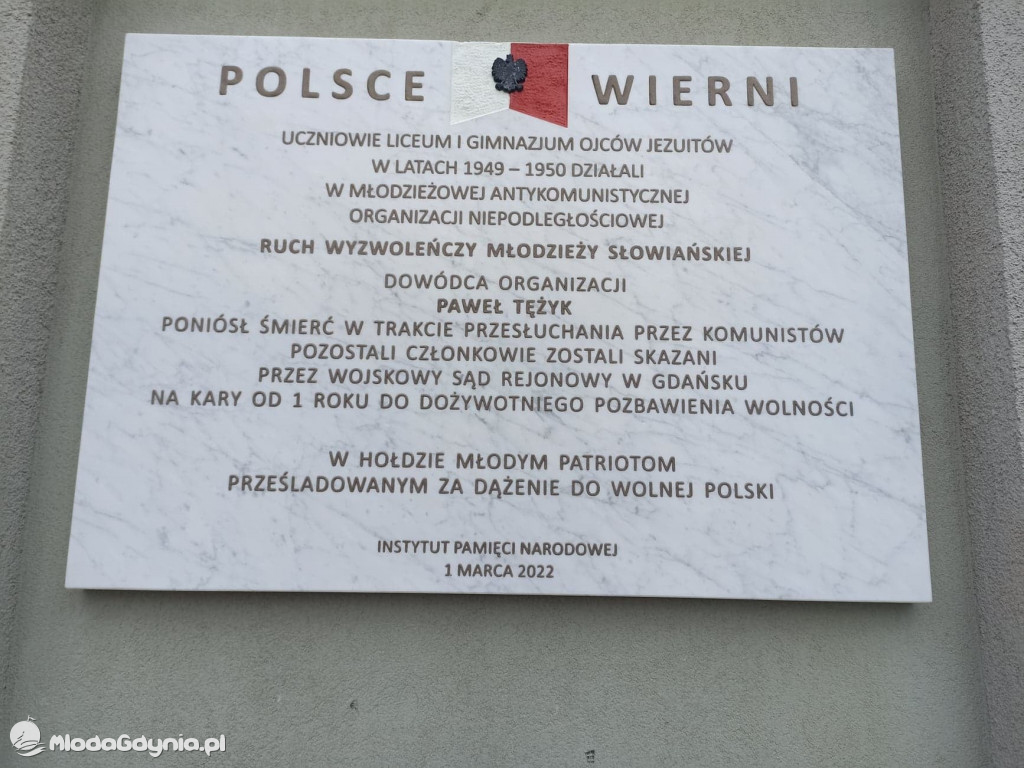 POLSCE WIERNI
UCZNIOWIE LICEUM I GIMNAZJUM OJCÓW JEZUITÓW
W LATACH 1949 – 1950 DZIAŁALI
W MŁODZIEŻOWEJ ANTYKOMUNISTYCZNEJ
ORGANIZACJI NIEPODLEGŁOŚCIOWEJ
RUCH WYZWOLEŃCZY MŁODZIEŻY SŁOWIAŃSKIEJ
DOWÓDCA ORGANIZACJI
PAWEŁ TĘŻYK
PONIÓSŁ ŚMIERĆ W TRAKCIE PRZESŁUCHANIA PRZEZ KOMUNISTÓW
POZOSTALI CZŁONKOWIE ZOSTALI SKAZANI
PRZEZ WOJSKOWY SĄD REJONOWY W GDAŃSKU
NA KARY OD 1 ROKU DO DOŻYWOTNIEGO POZBAWIENIA WOLNOŚCI
W HOŁDZIE MŁODYM PATRIOTOM
PRZEŚLADOWANYM ZA DĄŻENIE DO WOLNEJ POLSKI
INSTYTUT PAMIĘCI NARODOWEJ
1 MARCA 2022
MlodaGdynia.pl